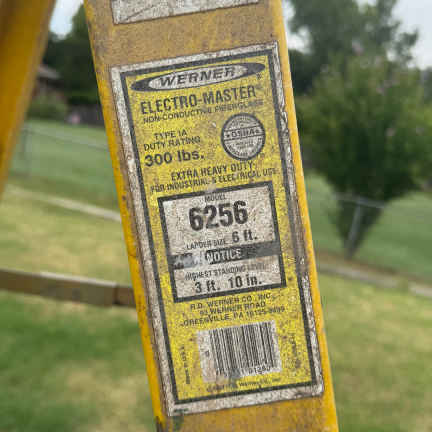 WERNER
ELECTRO-MASTER
NON-CONDUCTIVE FIBERGLASS
TYPE IA
DUTY RATING
300 lbs.
OSHA
EXTRA HEAVY DUTY
FOR INDUSTRIAL & ELECTRICAL USE
MODEL
6256
LADDER SIZE 6 ft.
NOTICE
HIGHEST STANDING LEVEL
3 ft. 10 in.
R.D. WERNER CO., INC.
93 WERNER ROAD
GREENVILLE, PA 16125-9499